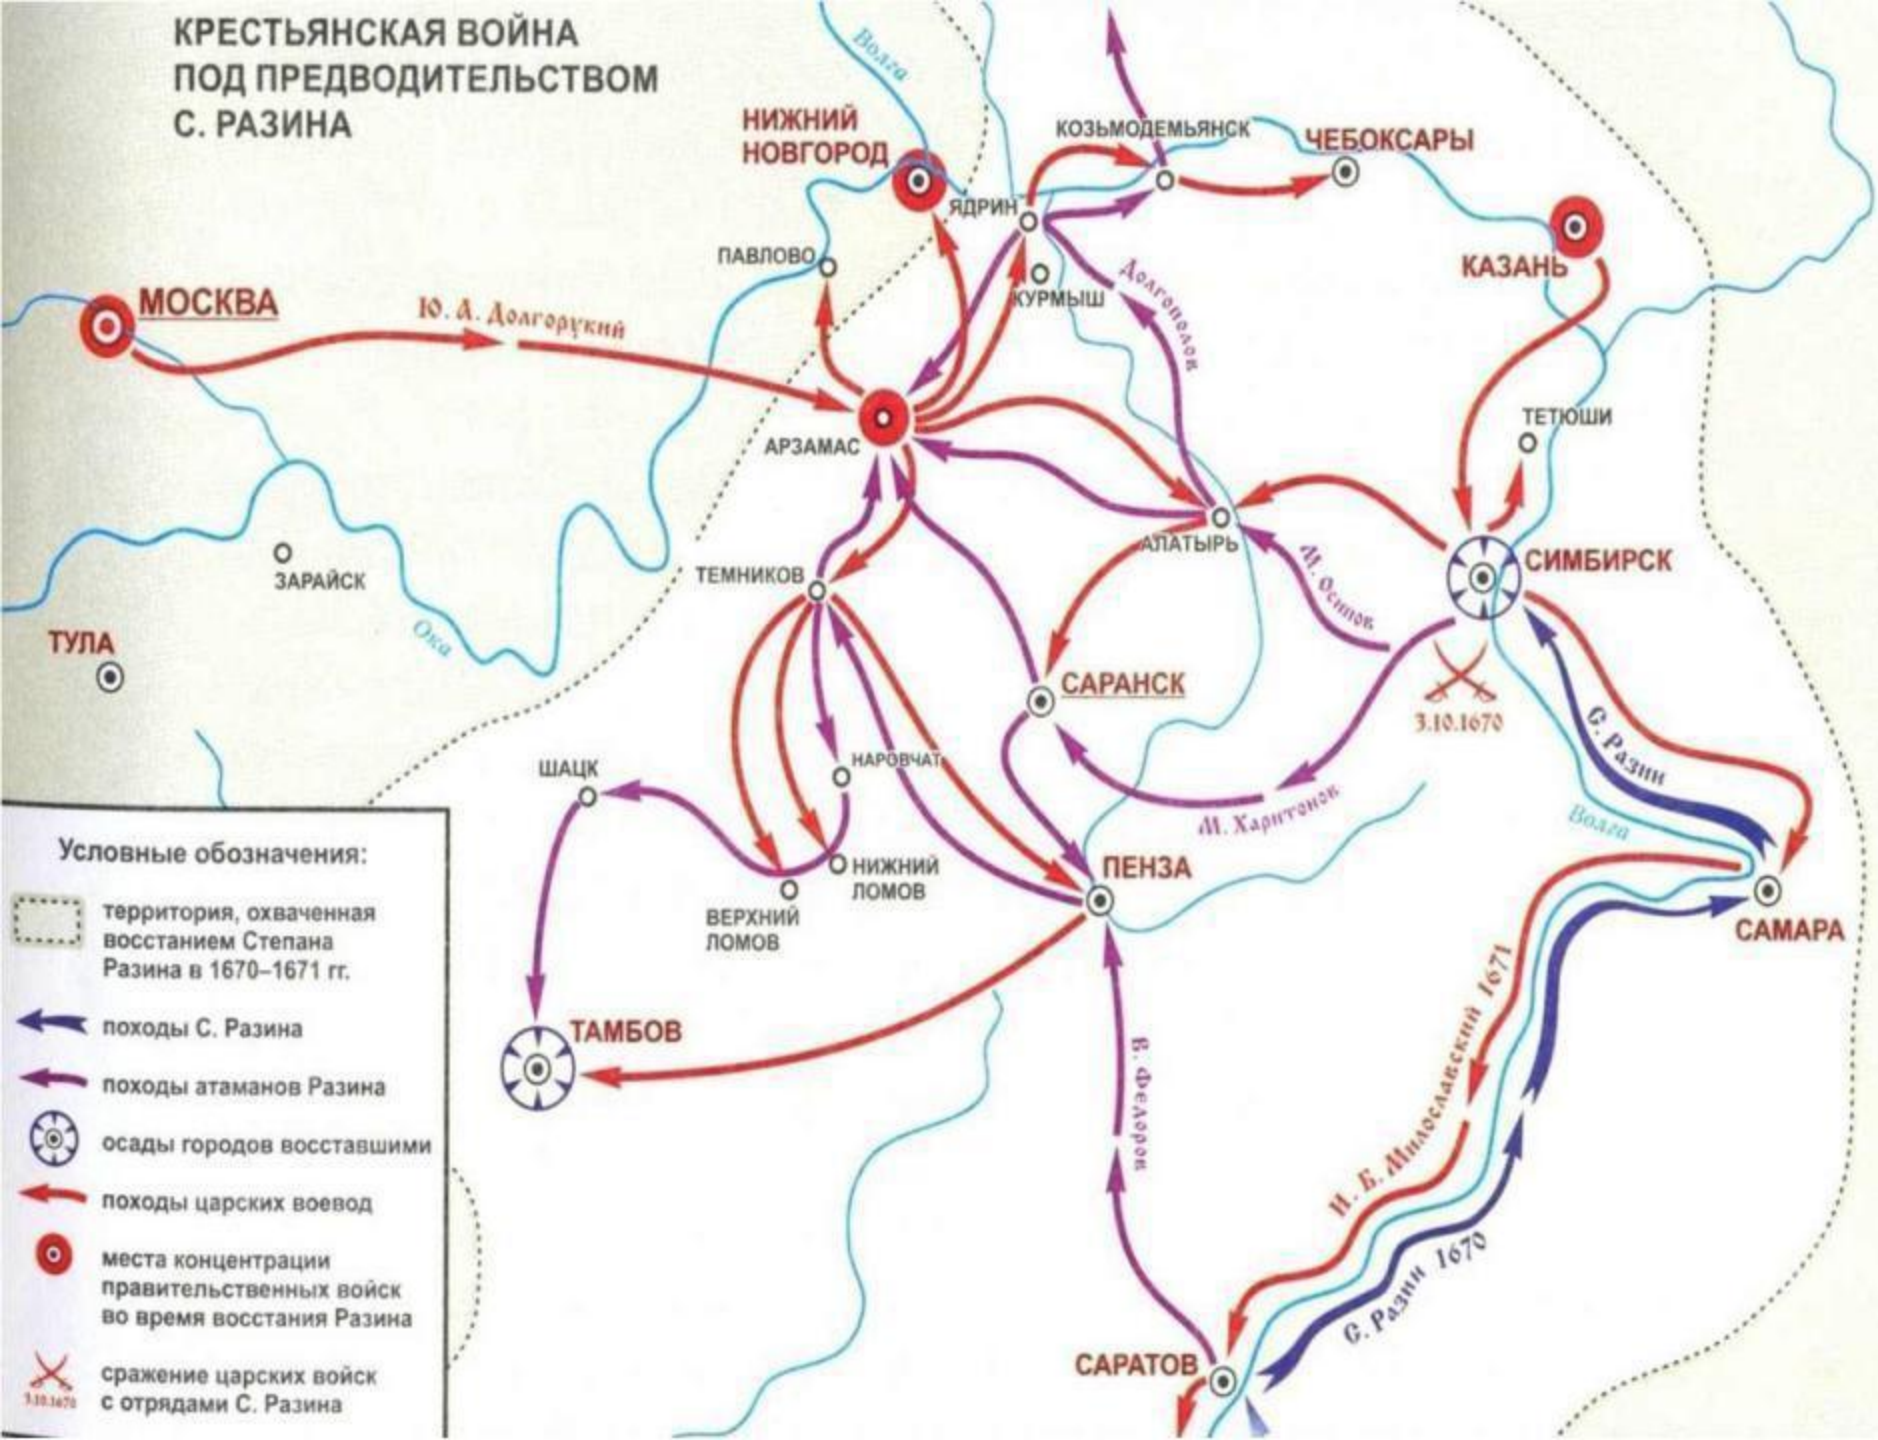 КРЕСТЬЯНСКАЯ ВОЙНА
ПОД ПРЕДВОДИТЕЛЬСТВОМ
С. РАЗИНА
Волга
НИЖНИЙ
НОВГОРОД
КОЗЬМОДЕМЬЯНСК
ЧЕБОКСАРЫ
ЯДРИН
ПАВЛОВО
КАЗАНЬ
КУРМЫШ
Долгополов
МОСКВА
Ю. А. Долгорукий
АРЗАМАС
ТЕТЮШИ
АЛАТЫРЬ
СИМБИРСК
М. Осипов
ТЕМНИКОВ
ЗАРАЙСК
Ока
ТУЛА
САРАНСК
3.10.1670
С. Разин
ШАЦК
НАРОВЧАТ
М. Харитонов
Волга
НИЖНИЙ
ЛОМОВ
ВЕРХНИЙ
ЛОМОВ
ПЕНЗА
САМАРА
ТАМБОВ
В. Федоров
И. Б. Милославский 1671
С. Разин 1670
САРАТОВ
Условные обозначения:
территория, охваченная
восстанием Степана
Разина в 1670–1671 гг.
походы С. Разина
походы атаманов Разина
осады городов восставшими
походы царских воевод
места концентрации
правительственных войск
во время восстания Разина
сражение царских войск
3.10.1670 с отрядами С. Разина